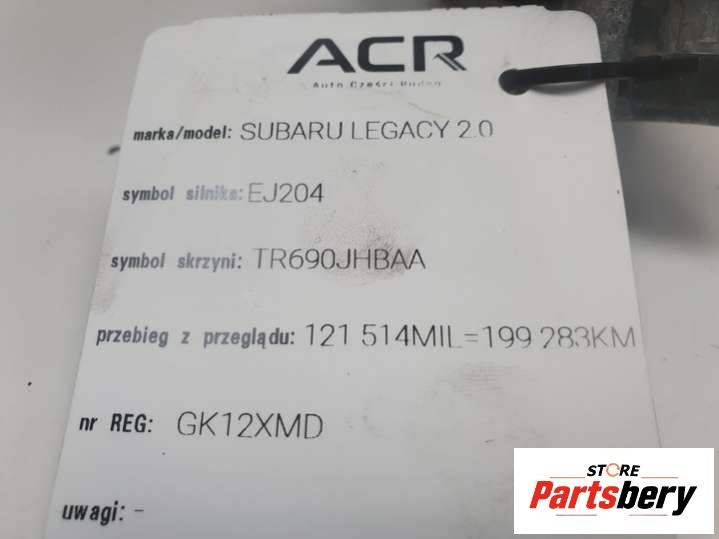 ACR
Auto Części Rudno
marka/model: SUBARU LEGACY 2.0
symbol silnika: EJ204
symbol skrzyni: TR690JHBAA
przebieg z przeglądu: 121 514MIL=199 283KM
nr REG: GK12XMD
uwagi: -
STORE
Partsbery